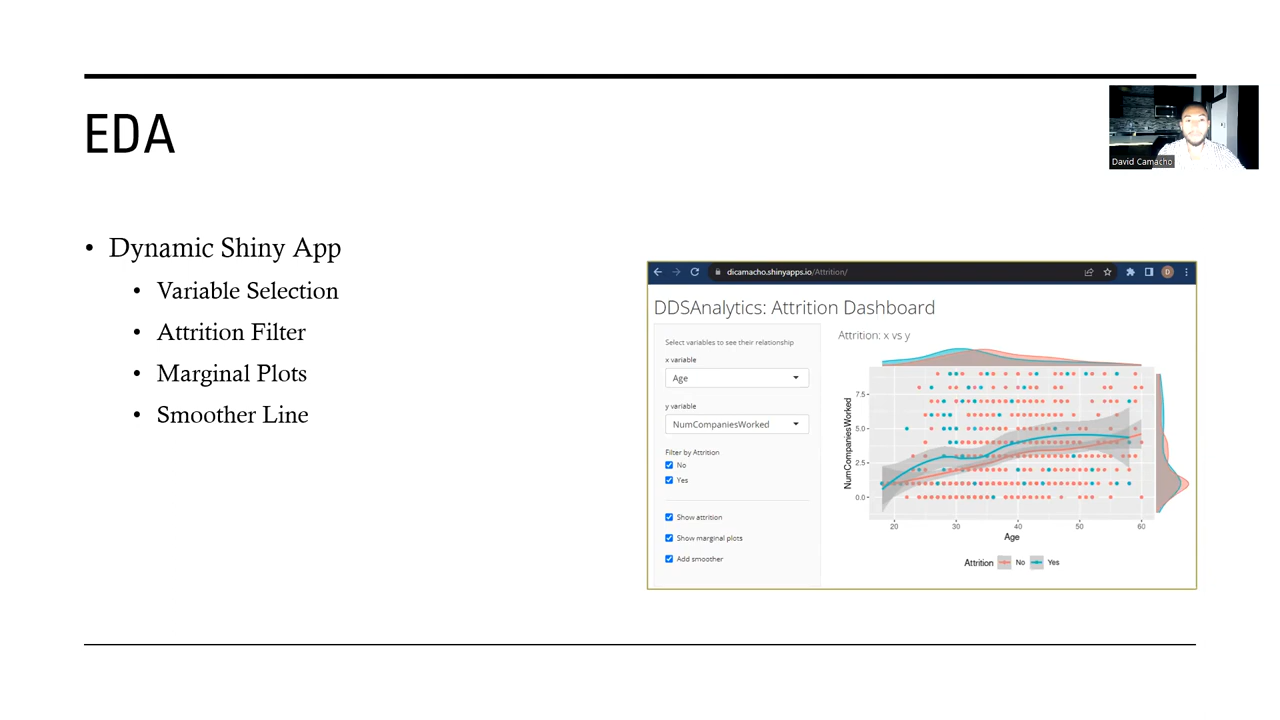 EDA
David Camacho
• Dynamic Shiny App
• Variable Selection
• Attrition Filter
• Marginal Plots
• Smoother Line
dicamacho.shinyapps.io/Attrition/
D
DDSAnalytics: Attrition Dashboard
Select variables to see their relationship
x variable
Age
y variable
NumCompaniesWorked
Filter by Attrition
No
Yes
Show attrition
Show marginal plots
Add smoother
Attrition: x vs y
NumCompaniesWorked
7.5
5.0
2.5
0.0
20 30 40 50 60
Age
Attrition No Yes